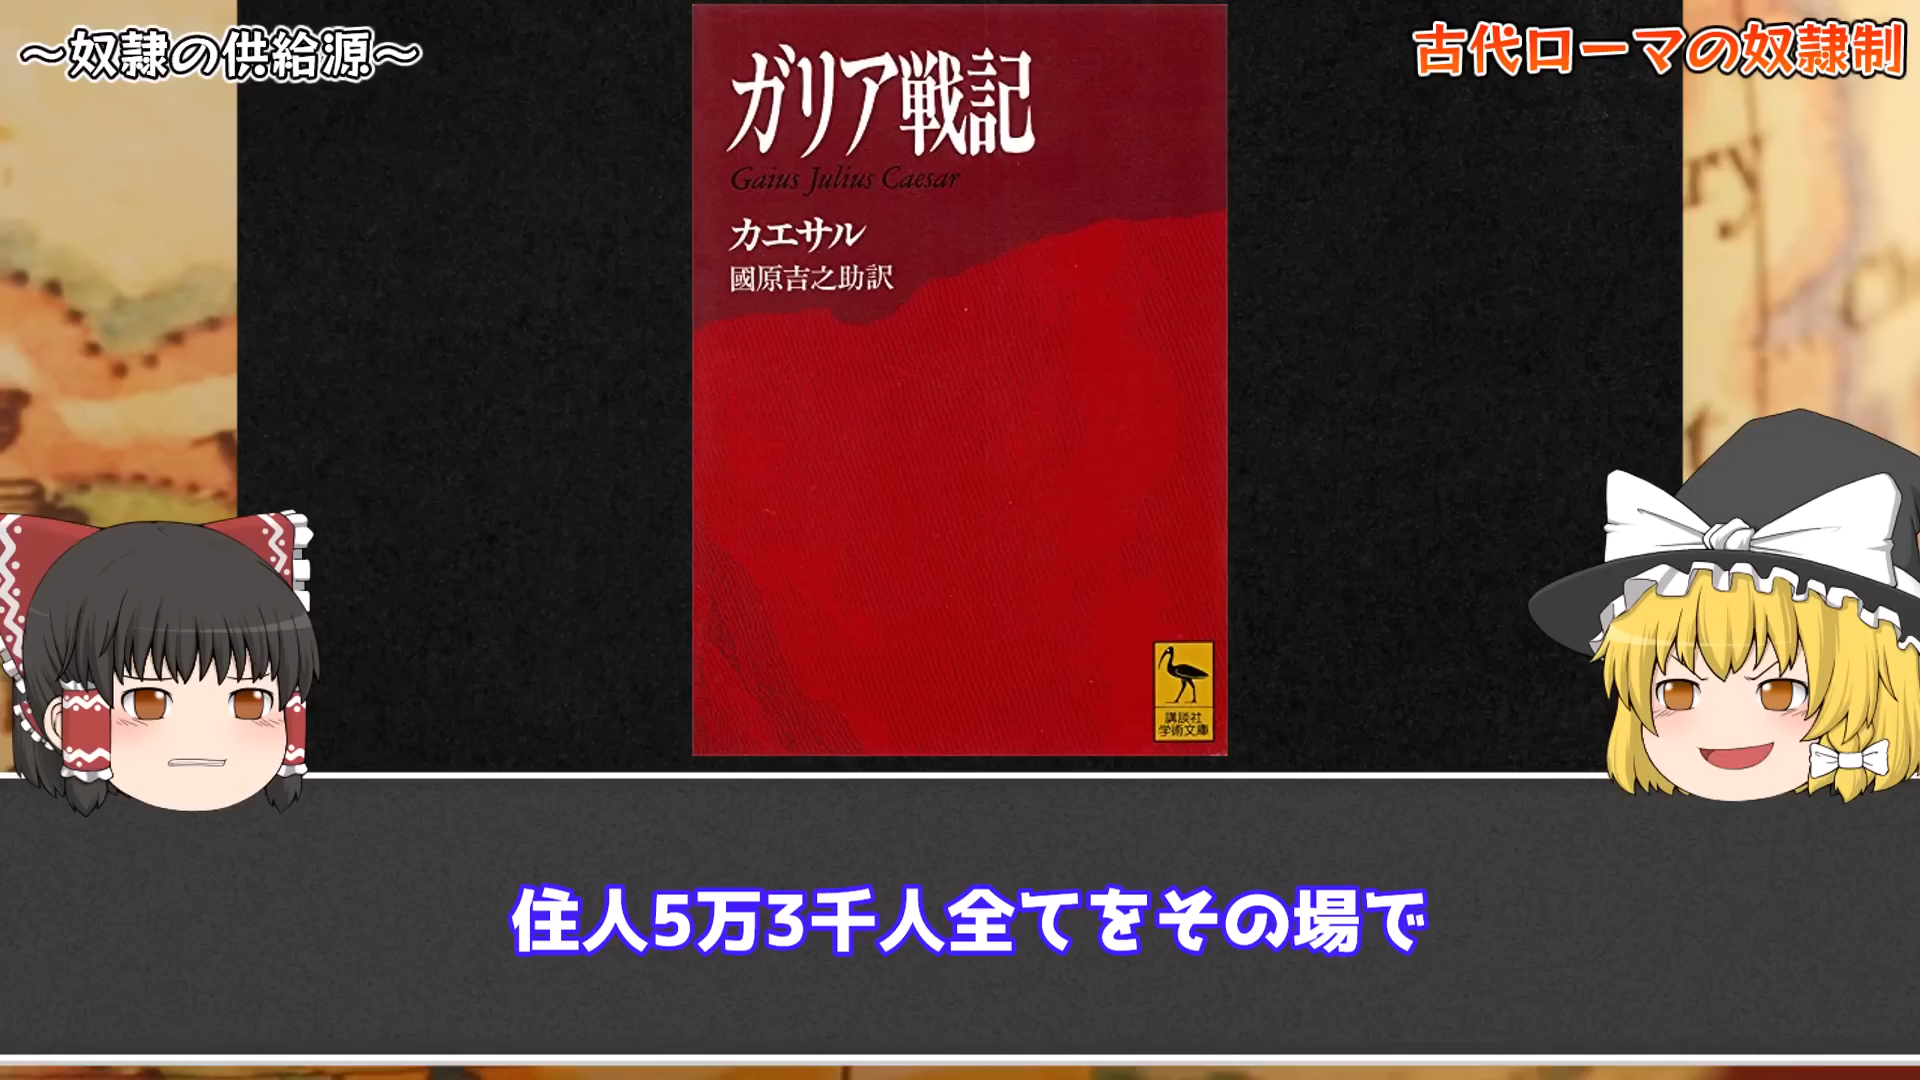 ～奴隷の供給源～
古代ローマの奴隷制
ガリア戦記
Gaius Julius Caesar
カエサル
國原吉之助訳
講談社
学術文庫
住人5万3千人全てをその場で